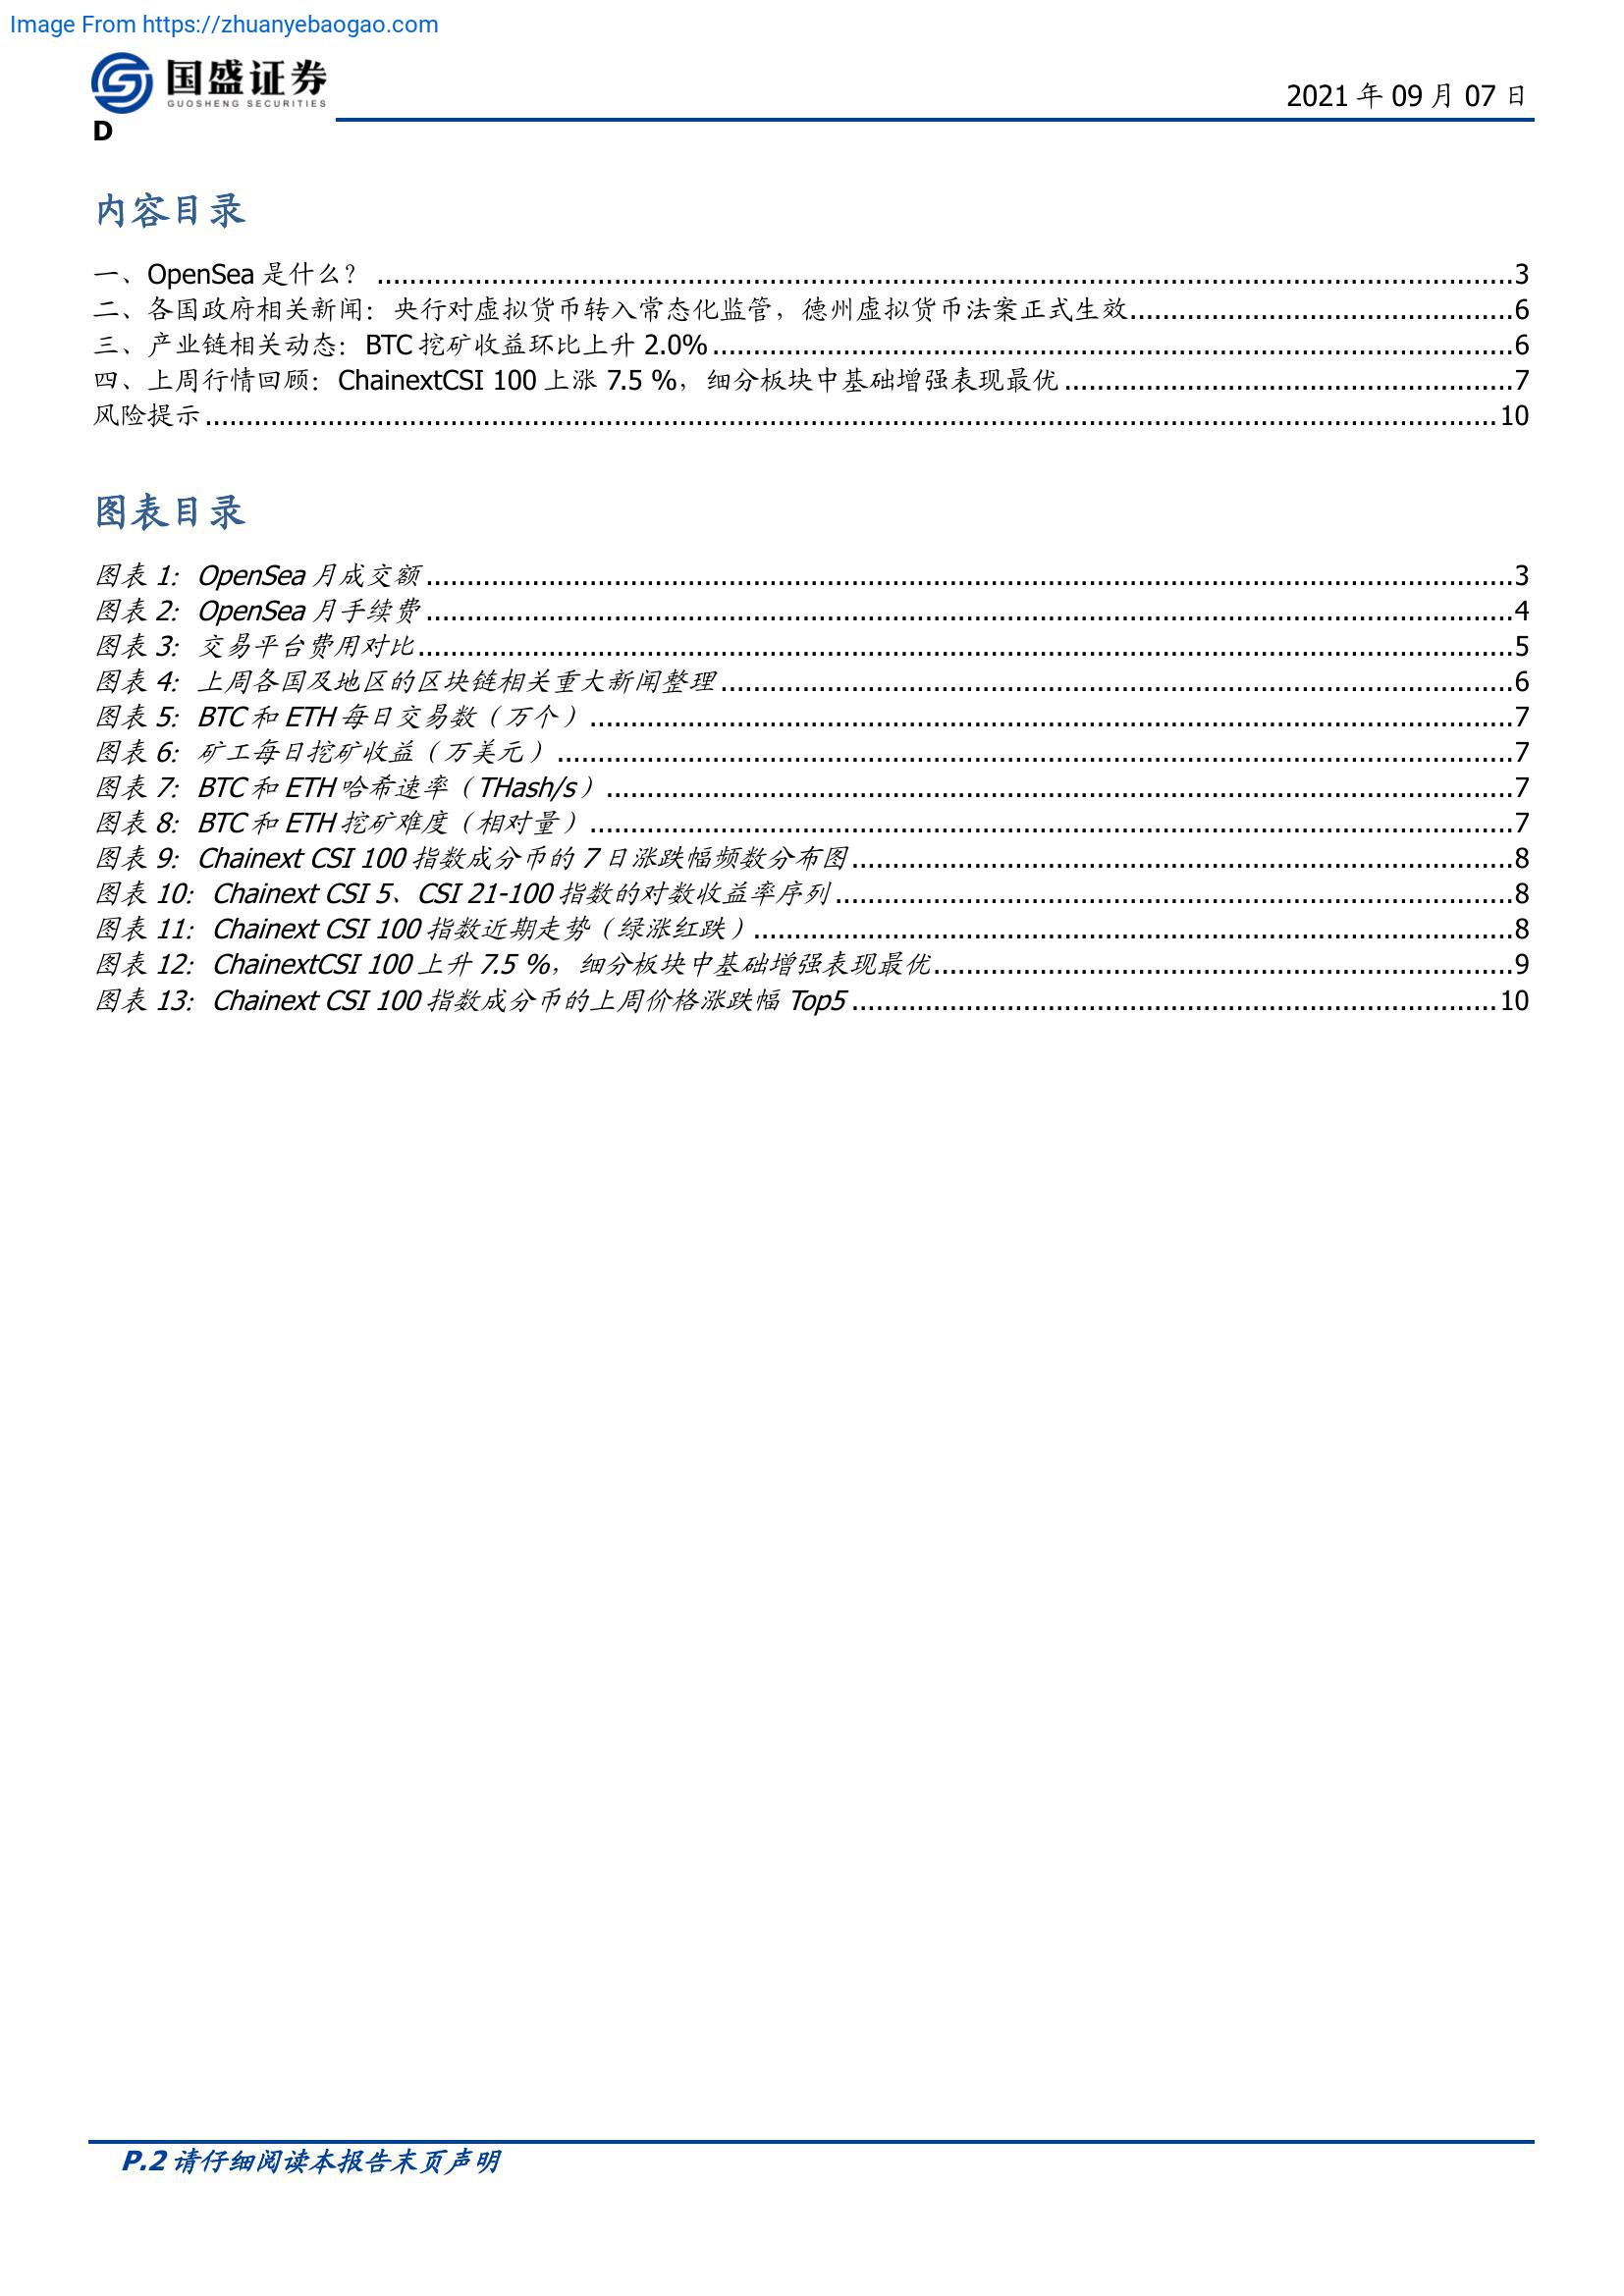 Image From https://zhuanyebaogao.com
国盛证券
GUOSHENG SECURITIES
2021 年 09 月 07 日
D
内容目录
一、OpenSea 是什么？ ........................................ 3
二、各国政府相关新闻：央行对虚拟货币转入常态化监管，德州虚拟货币法案正式生效 ........................................ 6
三、产业链相关动态：BTC 挖矿收益环比上升 2.0% ........................................ 6
四、上周行情回顾：ChainextCSI 100 上涨 7.5 %，细分板块中基础增强表现最优 ........................................ 7
风险提示 ........................................ 10
图表目录
图表 1：OpenSea 月成交额 ........................................ 3
图表 2：OpenSea 月手续费 ........................................ 4
图表 3：交易平台费用对比 ........................................ 5
图表 4：上周各国及地区的区块链相关重大新闻整理 ........................................ 6
图表 5：BTC 和 ETH 每日交易数（万个） ........................................ 7
图表 6：矿工每日挖矿收益（万美元） ........................................ 7
图表 7：BTC 和 ETH 哈希速率（THash/s） ........................................ 7
图表 8：BTC 和 ETH 挖矿难度（相对量） ........................................ 7
图表 9：Chainext CSI 100 指数成分币的 7 日涨跌幅频数分布图 ........................................ 8
图表 10：Chainext CSI 5、CSI 21-100 指数的对数收益率序列 ........................................ 8
图表 11：Chainext CSI 100 指数近期走势（绿涨红跌） ........................................ 8
图表 12：ChainextCSI 100 上升 7.5 %，细分板块中基础增强表现最优 ........................................ 9
图表 13：Chainext CSI 100 指数成分币的上周价格涨跌幅 Top5 ........................................ 10
P.2 请仔细阅读本报告末页声明